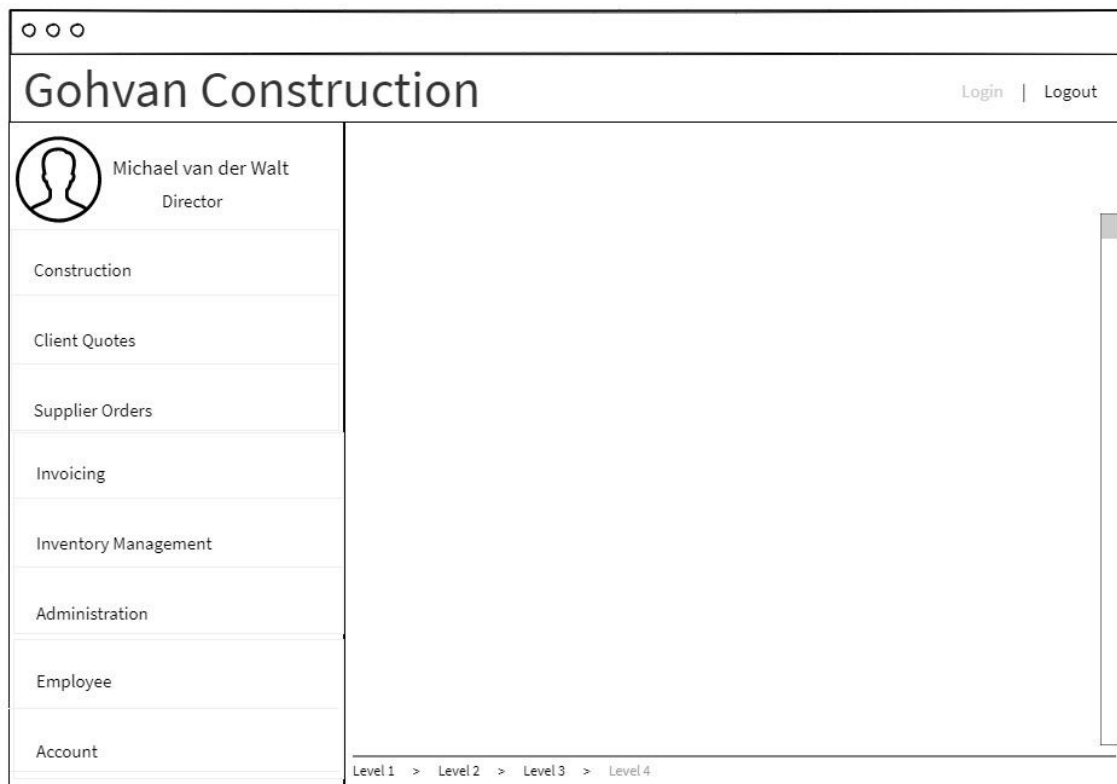 Gohvan Construction
Login | Logout
Michael van der Walt
Director
Construction
Client Quotes
Supplier Orders
Invoicing
Inventory Management
Administration
Employee
Account
Level 1 > Level 2 > Level 3 > Level 4